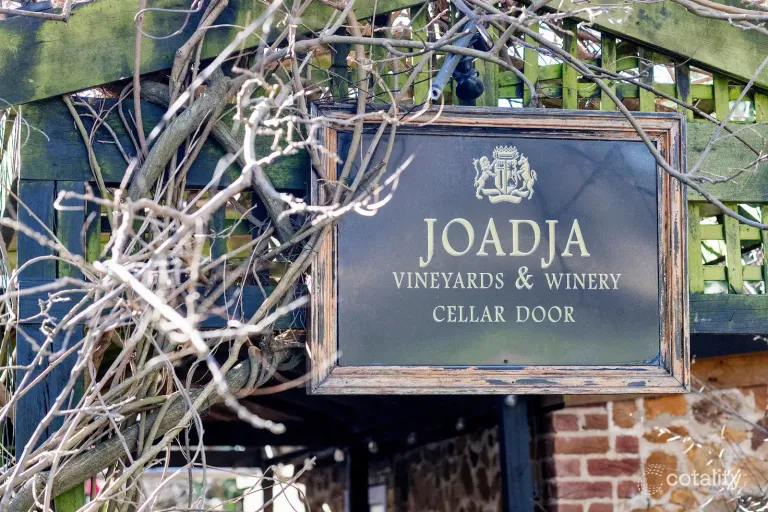 JOADJA
VINEYARDS & WINERY
CELLAR DOOR
cotality